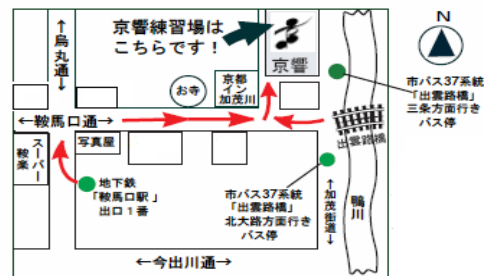 京響練習場は
こちらです！
N
←烏丸通→
お寺
京都
イン
加茂川
京響
市バス37系統
「出雲路橋」
三条方面行き
バス停
←鞍馬口通→
出雲路橋
写真屋
スーパー
鞍楽
地下鉄
「鞍馬口駅」
出口1番
市バス37系統
「出雲路橋」
北大路方面行き
バス停
←加茂街道→
鴨川
←今出川通→